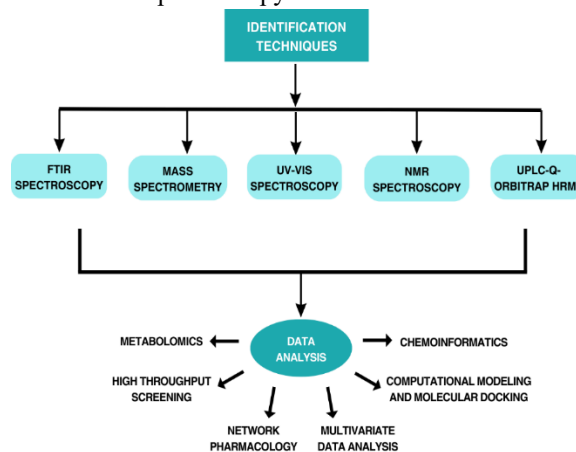 IDENTIFICATION
TECHNIQUES
FTIR
SPECTROSCOPY
MASS
SPECTROMETRY
UV-VIS
SPECTROSCOPY
NMR
SPECTROSCOPY
UPLC-Q-
ORBITRAP HRM
DATA
ANALYSIS
METABOLOMICS
CHEMOINFORMATICS
HIGH THROUGHPUT
SCREENING
COMPUTATIONAL MODELING
AND MOLECULAR DOCKING
NETWORK
PHARMACOLOGY
MULTIVARIATE
DATA ANALYSIS